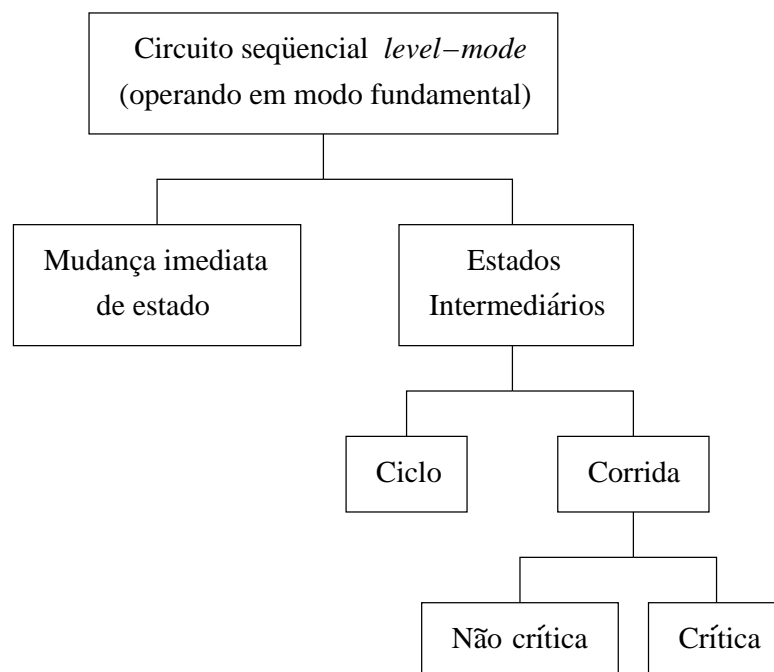 Circuito seqüencial level−mode
(operando em modo fundamental)
Mudança imediata
de estado
Estados
Intermediários
Ciclo
Corrida
Não crítica
Crítica